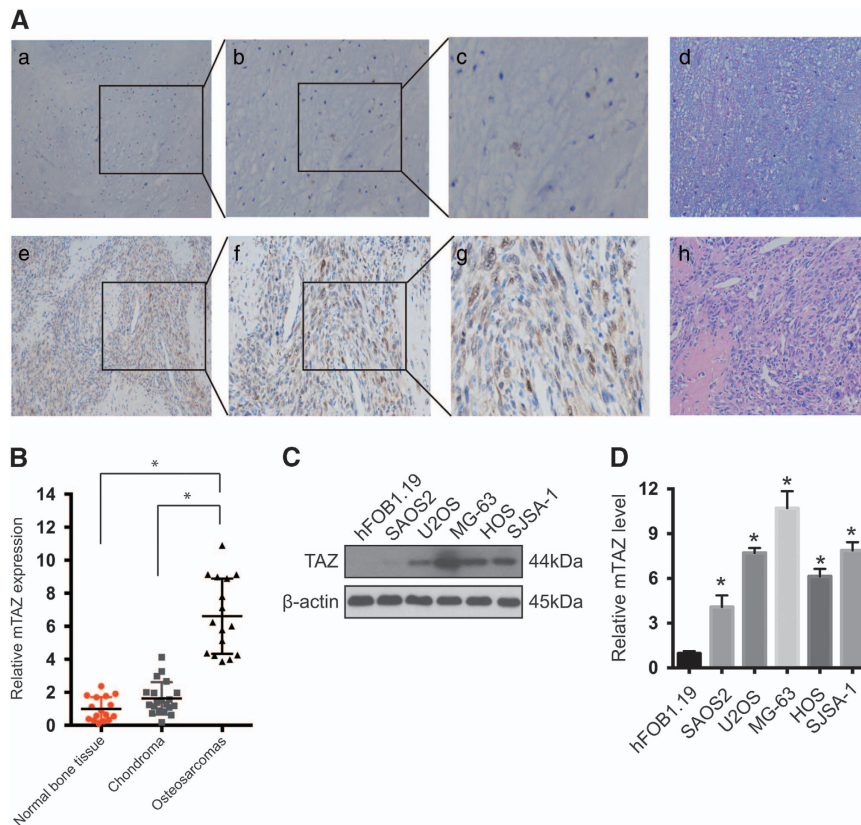 A
a
b
c
d
e
f
g
h
B
*
*
Relative mTAZ expression
14
12
10
8
6
4
2
0
Normal bone tissue
Chondroma
Osteosarcomas
C
hFOB1.19
SAOS2
U2OS
MG-63
HOS
SJSA-1
TAZ
44kDa
β-actin
45kDa
D
Relative mTAZ level
12
9
6
3
0
*
*
*
*
*
hFOB1.19
SAOS2
U2OS
MG-63
HOS
SJSA-1